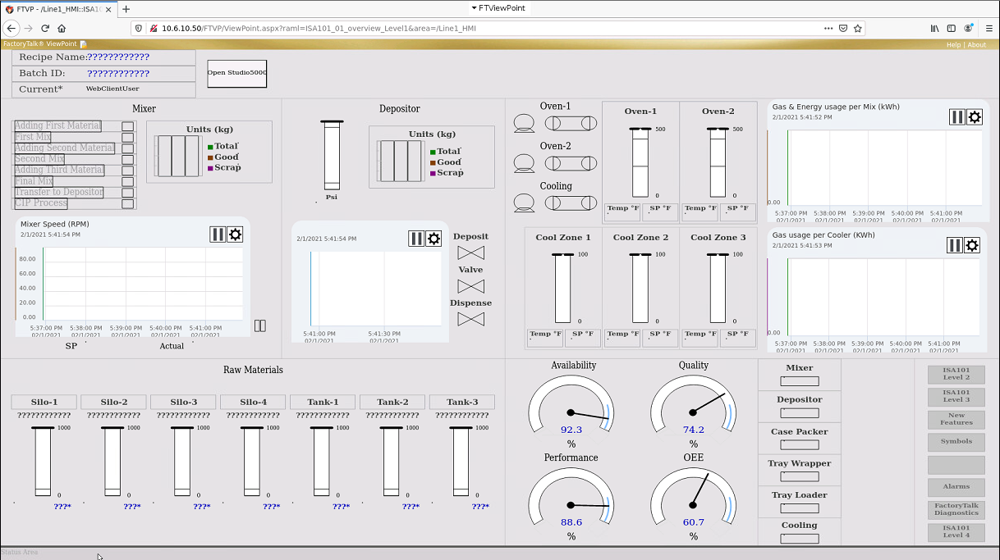 FTViewPoint
FTVP - /Line1_HMI::ISA10
10.6.10.50/FTVP/ViewPoint.aspx?raml=ISA101_01_overview_Level1&area=/Line1_HMI
FactoryTalk® ViewPoint
Help | About
Recipe Name:????????????
Batch ID: ????????????
Current* WebClientUser
Open Studio5000
Mixer
Adding First Material
First Mix
Adding Second Material
Second Mix
Adding Third Material
Final Mix
Transfer to Depositor
CIP Process
Units (kg)
Total
Good
Scrap
Mixer Speed (RPM)
2/1/2021 5:41:54 PM
80.00
60.00
40.00
20.00
0.00
5:37:00 PM 5:38:00 PM 5:39:00 PM 5:40:00 PM 5:41:00 PM
02/1/2021 02/1/2021 02/1/2021 02/1/2021 02/1/2021
SP Actual
Depositor
Psi
Units (kg)
Total
Good
Scrap
2/1/2021 5:41:54 PM
5:41:00 PM 5:41:30 PM
02/1/2021 02/1/2021
Deposit
Valve
Dispense
Oven-1
Oven-2
Cooling
Oven-1 Oven-2
500 500
0 0
Temp °F SP °F Temp °F SP °F
Cool Zone 1 Cool Zone 2 Cool Zone 3
100 100 100
0 0 0
Temp °F SP °F Temp °F SP °F Temp °F SP °F
Gas & Energy usage per Mix (kWh)
2/1/2021 5:41:52 PM
0.00
5:37:00 PM 5:38:00 PM 5:39:00 PM 5:40:00 PM 5:41:00 PM
02/1/2021 02/1/2021 02/1/2021 02/1/2021 02/1/2021
Gas usage per Cooler (KWh)
2/1/2021 5:41:53 PM
0.00
5:37:00 PM 5:38:00 PM 5:39:00 PM 5:40:00 PM 5:41:00 PM
02/1/2021 02/1/2021 02/1/2021 02/1/2021 02/1/2021
Raw Materials
Silo-1 Silo-2 Silo-3 Silo-4 Tank-1 Tank-2 Tank-3
???????????? ???????????? ???????????? ???????????? ???????????? ???????????? ????????????
1000 1000 1000 1000 1000 1000 1000
0 0 0 0 0 0 0
???* ???* ???* ???* ???* ???* ???*
Availability Quality
92.3 74.2
% %
Performance OEE
88.6 60.7
% %
Mixer
Depositor
Case Packer
Tray Wrapper
Tray Loader
Cooling
ISA101
Level 2
ISA101
Level 3
New
Features
Symbols
Alarms
FactoryTalk
Diagnostics
ISA101
Level 4
Status Area